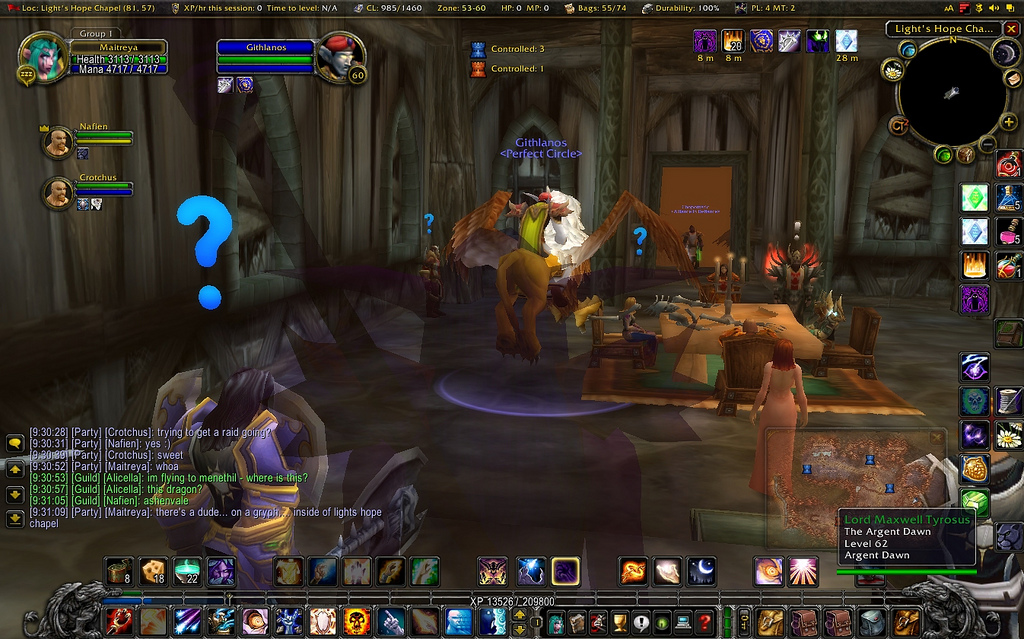 Loc: Light's Hope Chapel (81, 57) XP/hr this session: 0 Time to level: N/A CL: 985/1460 Zone: 53-60 HP: 0 MP: 0 Bags: 55/74 Durability: 100% PL: 4 MT: 2
Group 1
Maitreya
Health 3113 / 3113
Mana 4717 / 4717
zzz
Githlanos
60
Controlled: 3
Controlled: 1
28
8 m 8 m 28 m
Light's Hope Cha...
N
Nafien
Crotchus
Githlanos
<Perfect Circle>
5
5
1
[9:30:28] [Party] [Crotchus]: trying to get a raid going?
[9:30:31] [Party] [Nafien]: yes :)
[Party] [Crotchus]: sweet
[9:30:52] [Party] [Maitreya]: whoa
[9:30:53] [Guild] [Alicella]: im flying to menethil - where is this?
[9:30:57] [Guild] [Alicella]: this dragon?
[9:31:05] [Guild] [Nafien]: ashenvale
[9:31:09] [Party] [Maitreya]: there's a dude... on a gryph... inside of lights hope
chapel
Lord Maxwell Tyrosus
The Argent Dawn
Level 62
Argent Dawn
8 18 22
XP 13526 / 209800